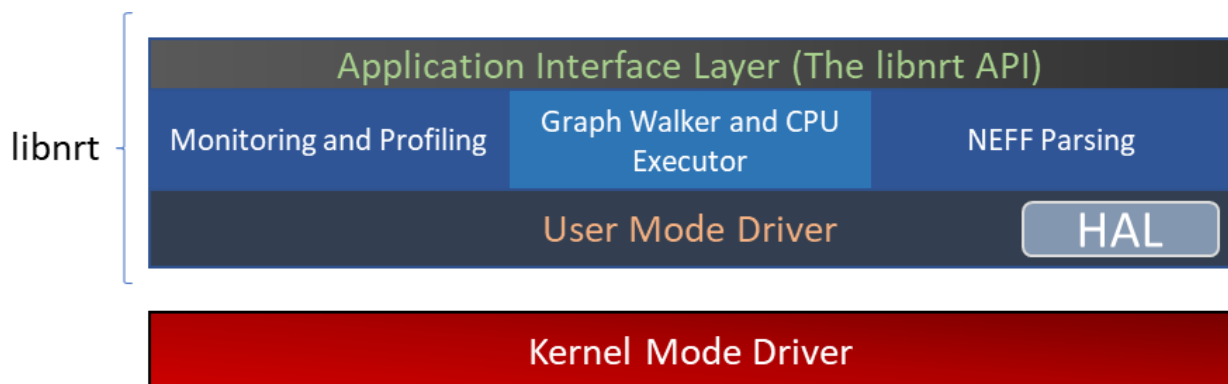 Application Interface Layer (The libnrt API)
libnrt
Monitoring and Profiling
Graph Walker and CPU
Executor
NEFF Parsing
User Mode Driver
HAL
Kernel Mode Driver